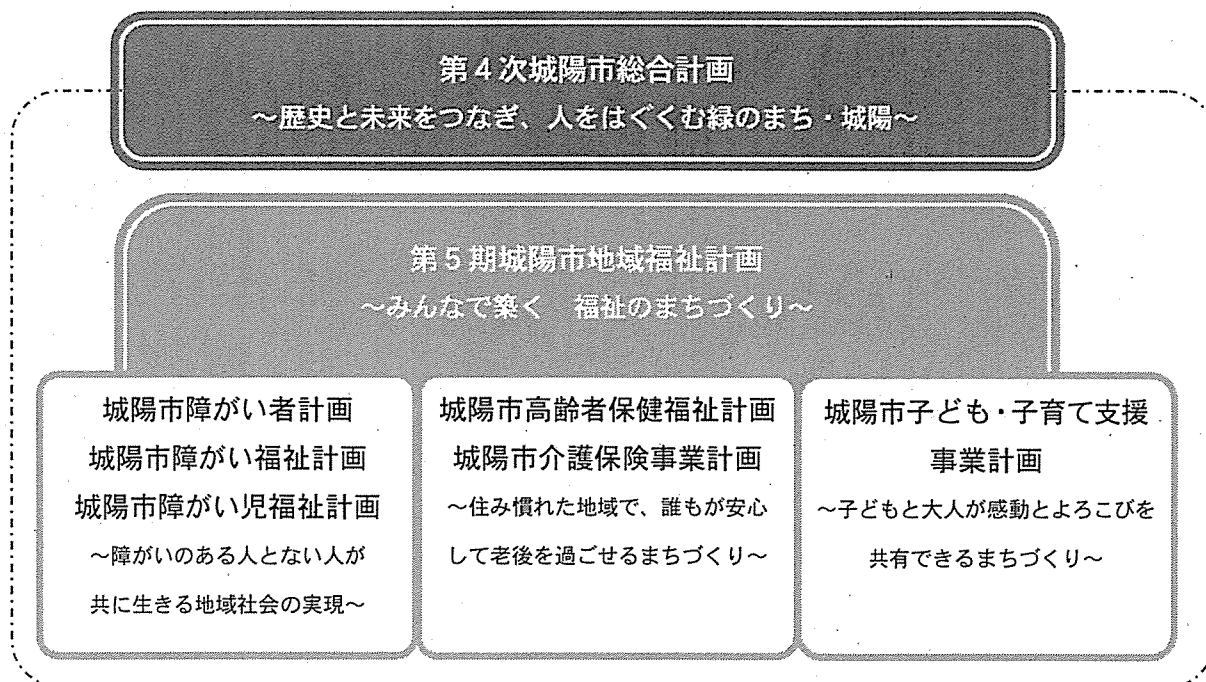 第4次城陽市総合計画
～歴史と未来をつなぎ、人をはぐくむ緑のまち・城陽～
第5期城陽市地域福祉計画
～みんなで築く　福祉のまちづくり～
城陽市障がい者計画
城陽市障がい福祉計画
城陽市障がい児福祉計画
～障がいのある人とない人が
共に生きる地域社会の実現～
城陽市高齢者保健福祉計画
城陽市介護保険事業計画
～住み慣れた地域で、誰もが安心
して老後を過ごせるまちづくり～
城陽市子ども・子育て支援
事業計画
～子どもと大人が感動とよろこびを
共有できるまちづくり～